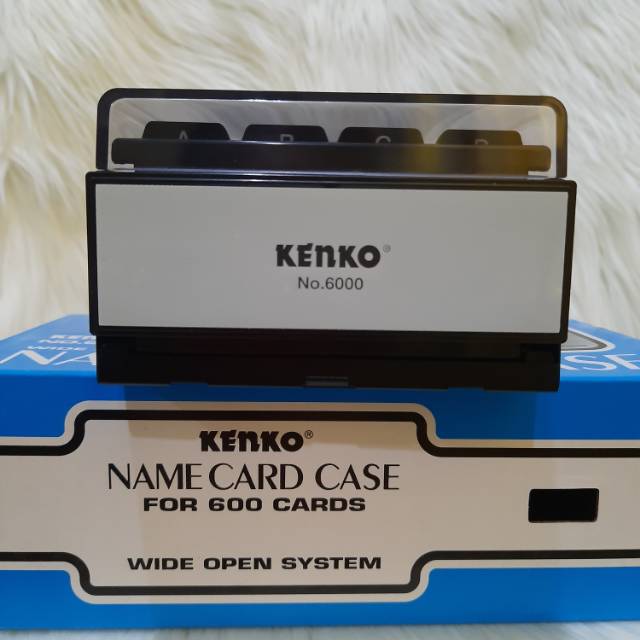 A B C D
KENKO®
No.6000
KENKO®
NAME CARD CASE
FOR 600 CARDS
WIDE OPEN SYSTEM